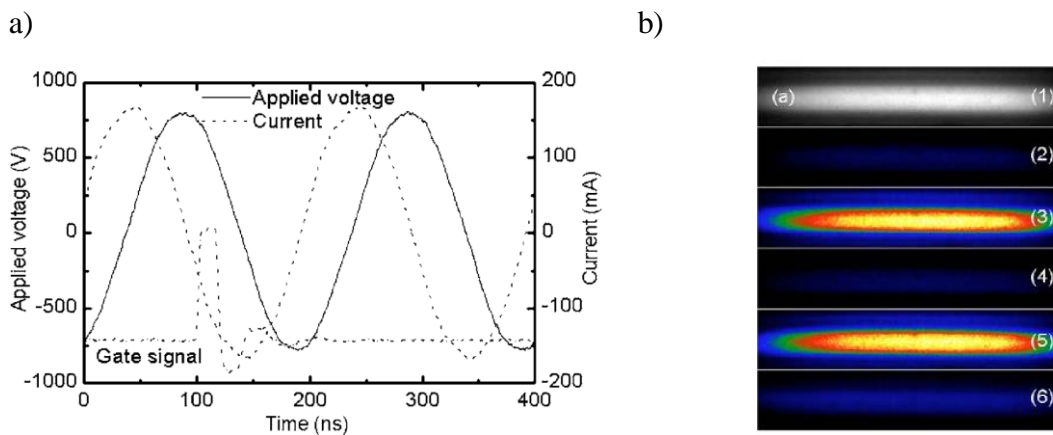 a)
b)
1000
500
0
-500
-1000
Applied voltage (V)
Applied voltage
Current
Gate signal
0
100
200
300
400
Time (ns)
200
100
0
-100
-200
Current (mA)
(a)
(1)
(2)
(3)
(4)
(5)
(6)